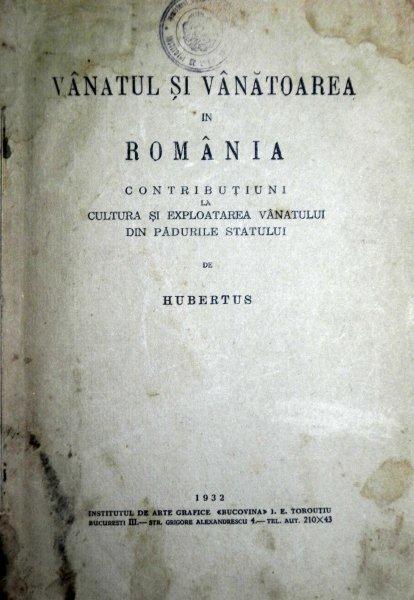 VÂNATUL ȘI VÂNĂTOAREA
IN
ROMÂNIA
CONTRIBUȚIUNI
LA
CULTURA ȘI EXPLOATAREA VÂNATULUI
DIN PĂDURILE STATULUI
DE
HUBERTUS
1932
INSTITUTUL DE ARTE GRAFICE «BUCOVINA» I. E. TOROUȚIU
BUCUREȘTI III.— STR. GRIGORE ALEXANDRESCU 4.— TEL. AUT. 210×43